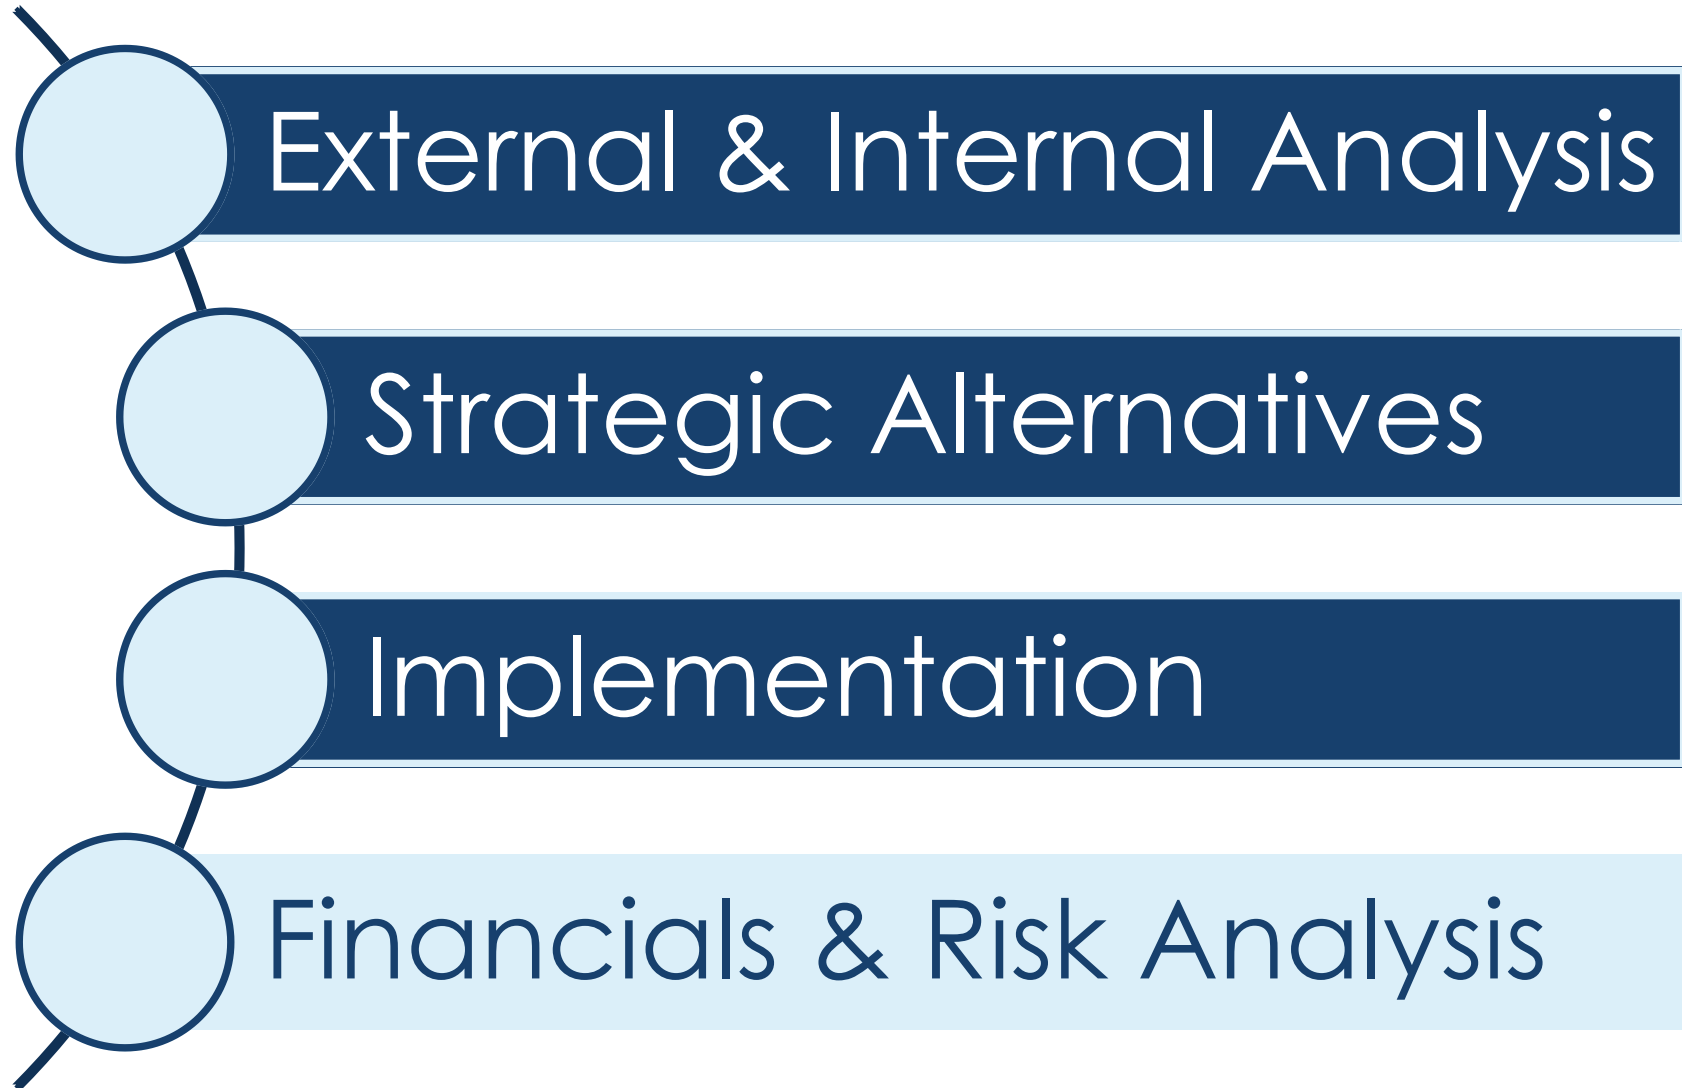 External & Internal Analysis
Strategic Alternatives
Implementation
Financials & Risk Analysis